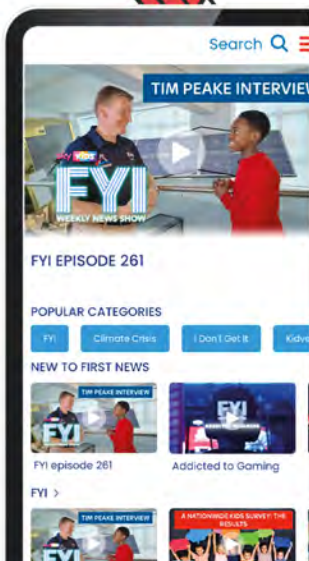 Search
TIM PEAKE INTERVIEW
sky kids
FYI
WEEKLY NEWS SHOW
FYI EPISODE 261
POPULAR CATEGORIES
FYI
Climate Crisis
I Don't Get It
NEW TO FIRST NEWS
TIM PEAKE INTERVIEW
FYI
FYI
FYI episode 261
Addicted to Gaming
FYI >
TIM PEAKE INTERVIEW
A NATIONWIDE KIDS SURVEY: THE
RESULTS
FYI